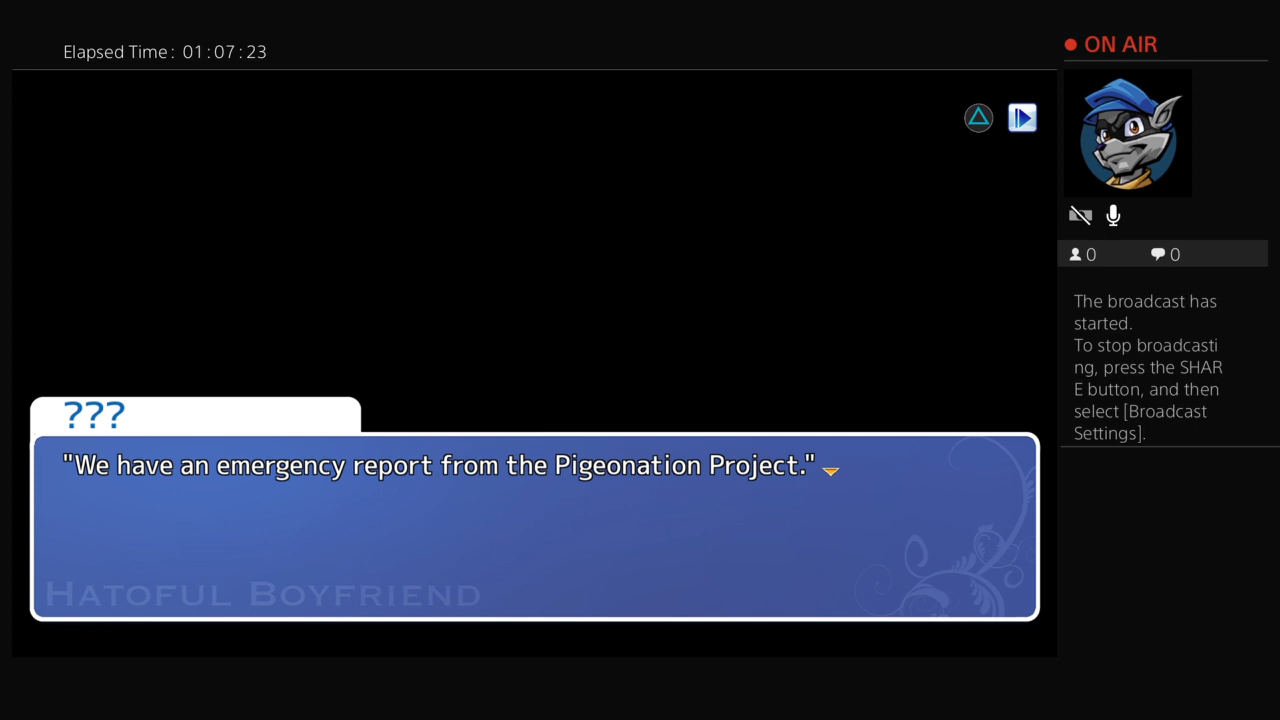 Elapsed Time: 01:07:23
ON AIR
0
0
The broadcast has
started.
To stop broadcasti
ng, press the SHAR
E button, and then
select [Broadcast
Settings].
???
"We have an emergency report from the Pigeonation Project."
HATOFUL BOYFRIEND